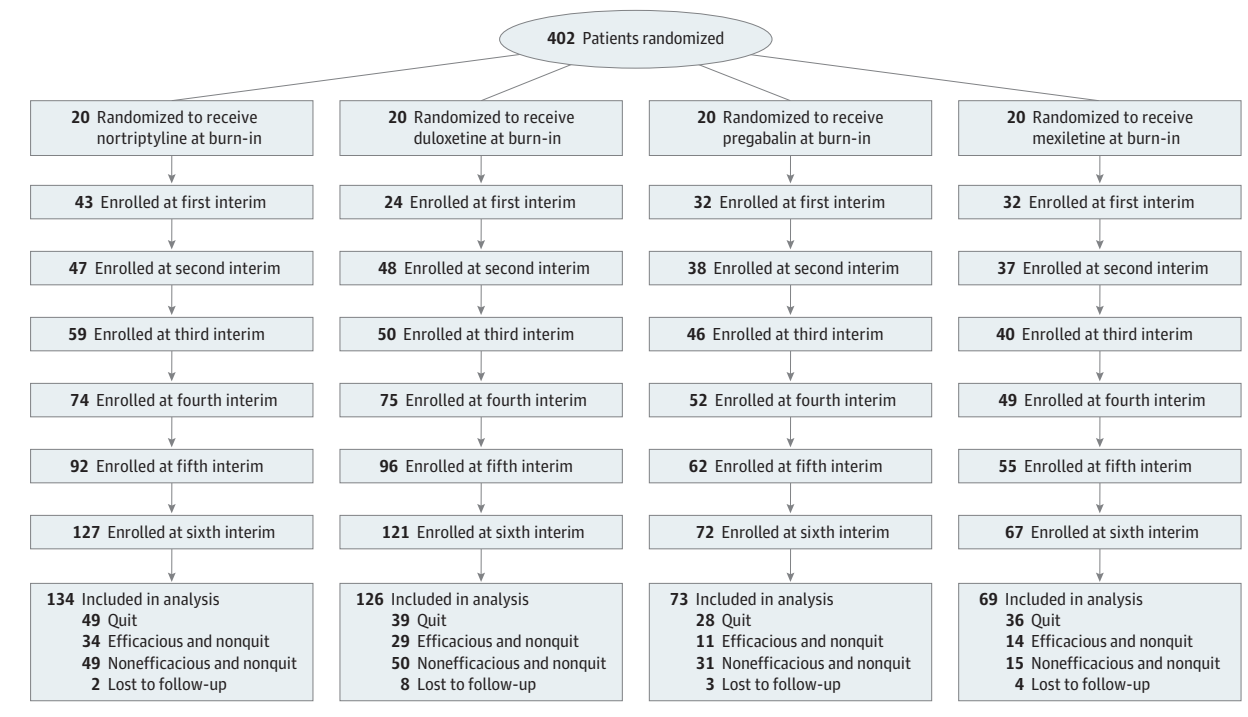 402 Patients randomized
20 Randomized to receive
nortriptyline at burn-in
43 Enrolled at first interim
47 Enrolled at second interim
59 Enrolled at third interim
74 Enrolled at fourth interim
92 Enrolled at fifth interim
127 Enrolled at sixth interim
134 Included in analysis
49 Quit
34 Efficacious and nonquit
49 Nonefficacious and nonquit
2 Lost to follow-up
20 Randomized to receive
duloxetine at burn-in
24 Enrolled at first interim
48 Enrolled at second interim
50 Enrolled at third interim
75 Enrolled at fourth interim
96 Enrolled at fifth interim
121 Enrolled at sixth interim
126 Included in analysis
39 Quit
29 Efficacious and nonquit
50 Nonefficacious and nonquit
8 Lost to follow-up
20 Randomized to receive
pregabalin at burn-in
32 Enrolled at first interim
38 Enrolled at second interim
46 Enrolled at third interim
52 Enrolled at fourth interim
62 Enrolled at fifth interim
72 Enrolled at sixth interim
73 Included in analysis
28 Quit
11 Efficacious and nonquit
31 Nonefficacious and nonquit
3 Lost to follow-up
20 Randomized to receive
mexiletine at burn-in
32 Enrolled at first interim
37 Enrolled at second interim
40 Enrolled at third interim
49 Enrolled at fourth interim
55 Enrolled at fifth interim
67 Enrolled at sixth interim
69 Included in analysis
36 Quit
14 Efficacious and nonquit
15 Nonefficacious and nonquit
4 Lost to follow-up